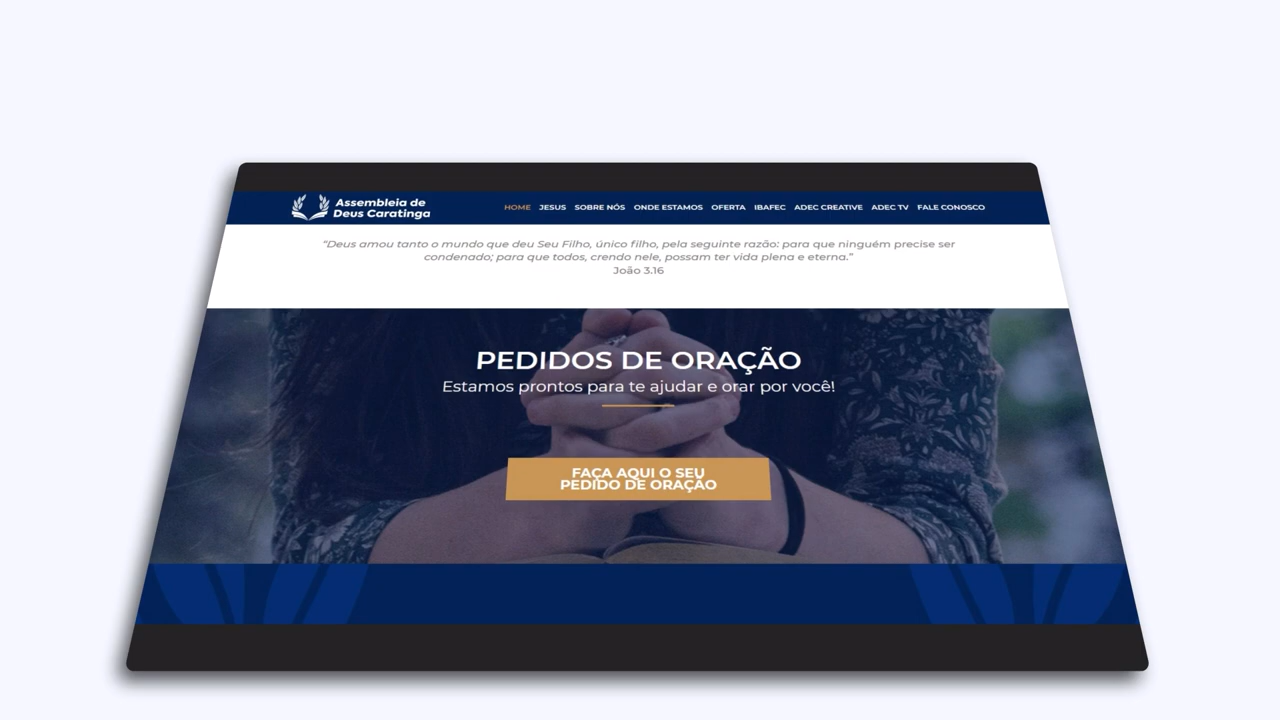 Assembleia de
Deus Caratinga
HOME JESUS SOBRE NÓS ONDE ESTAMOS OFERTA IBAFEC ADEC CREATIVE ADEC TV FALE CONOSCO
“Deus amou tanto o mundo que deu Seu Filho, único filho, pela seguinte razão: para que ninguém precise ser
condenado; para que todos, crendo nele, possam ter vida plena e eterna.”
João 3.16
PEDIDOS DE ORAÇÃO
Estamos prontos para te ajudar e orar por você!
FAÇA AQUI O SEU
PEDIDO DE ORAÇÃO